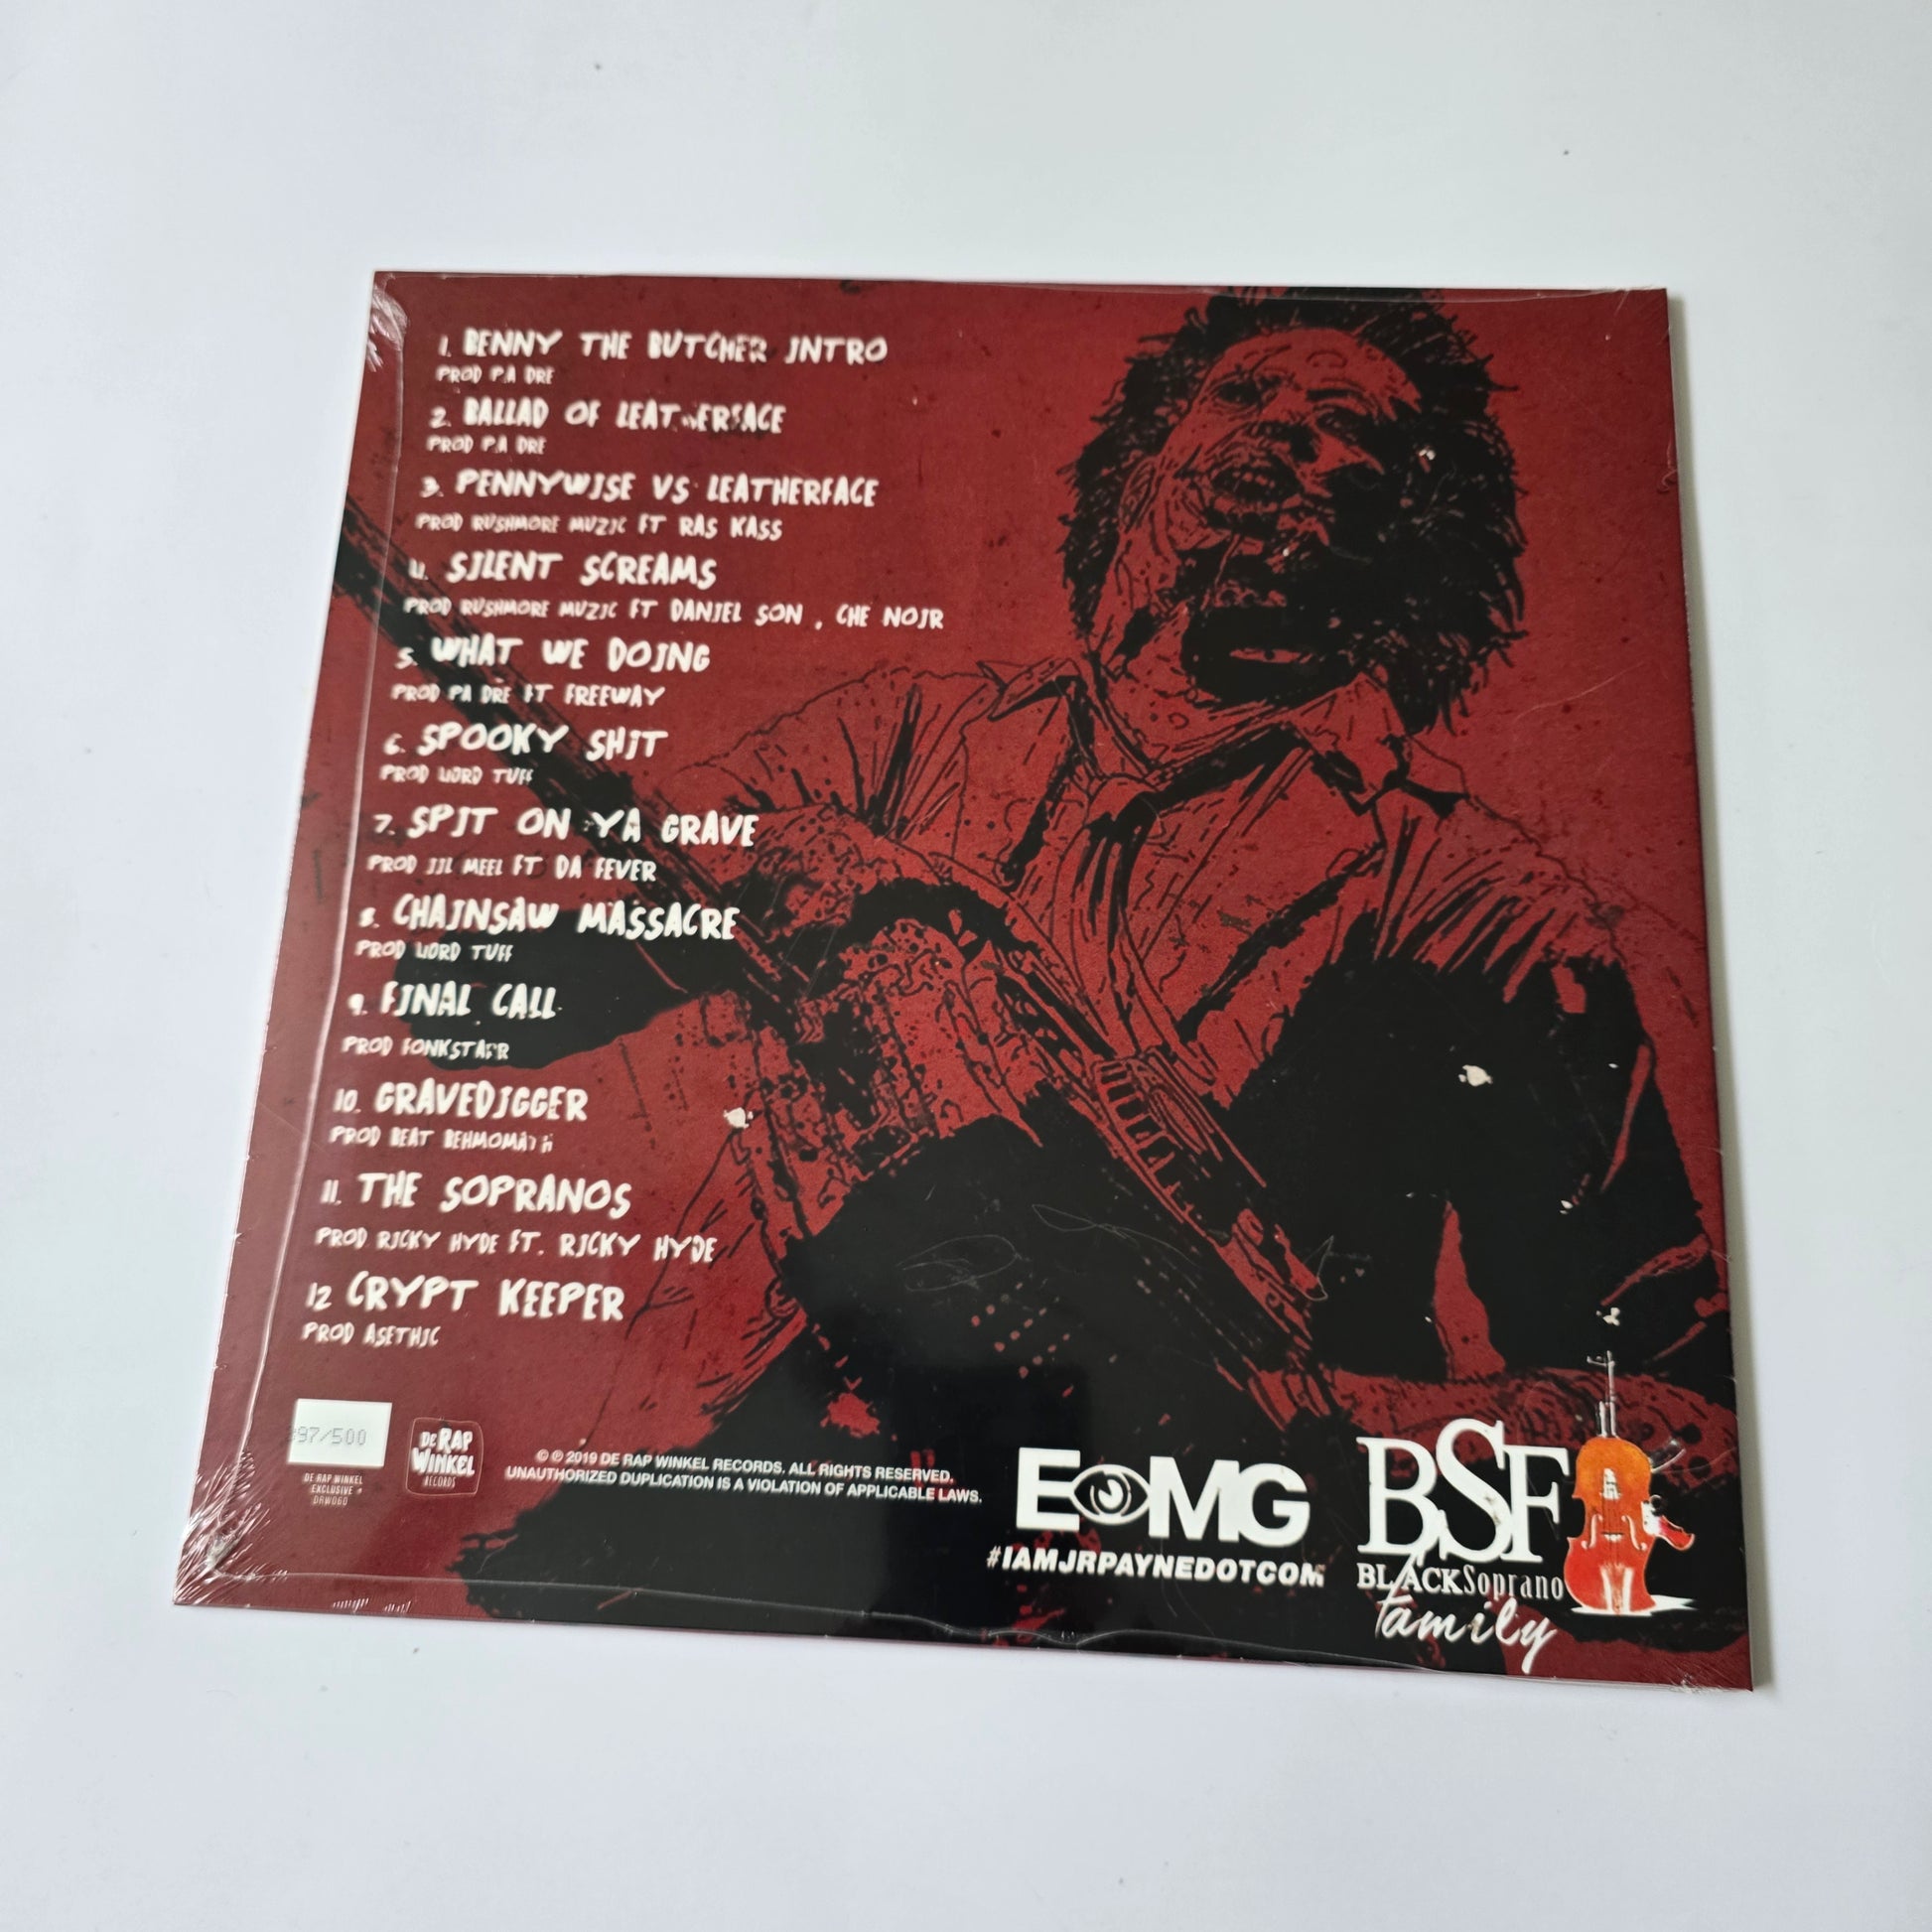 1. BENNY THE BUTCHER INTRO
PROD P.A DRE
2. BALLAD OF LEATHERFACE
PROD P.A DRE
3. PENNYWISE VS LEATHERFACE
PROD RUSHMORE MUZIC FT RAS KASS
4. SILENT SCREAMS
PROD RUSHMORE MUZIC FT DANIEL SON , CHE NOIR
5. WHAT WE DOING
PROD PA DRE FT FREEWAY
6. SPOOKY SHIT
PROD WORD TUFF
7. SPIT ON YA GRAVE
PROD ILL MEEL FT DA FEVER
8. CHAINSAW MASSACRE
PROD WORD TUFF
9. FINAL CALL
PROD FONKSTARR
10. GRAVEDIGGER
PROD BEAT BEHMOMATH
11. THE SOPRANOS
PROD RICKY HYDE FT. RICKY HYDE
12 CRYPT KEEPER
PROD ASETHIC
97/500
DE RAP WINKEL
EXCLUSIVE
DRW060
DE RAP
WINKEL
RECORDS
© ℗ 2019 DE RAP WINKEL RECORDS. ALL RIGHTS RESERVED.
UNAUTHORIZED DUPLICATION IS A VIOLATION OF APPLICABLE LAWS.
EMG
#IAMJRPAYNEDOTCOM
BSF
BLACKSoprano
family